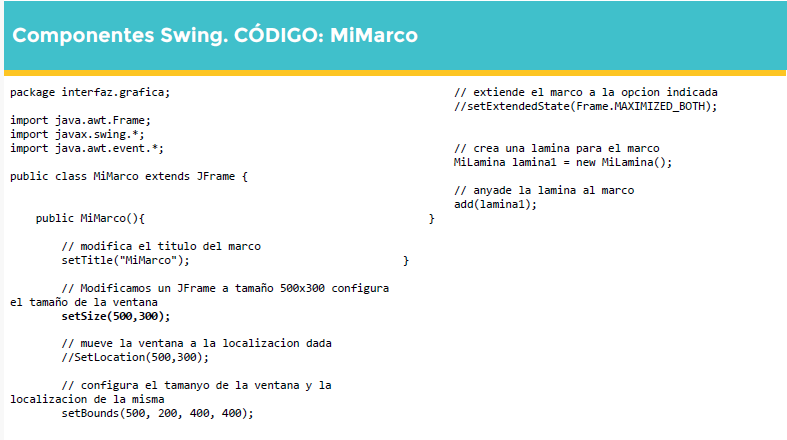 Componentes Swing. CÓDIGO: MiMarco
package interfaz.grafica;
import java.awt.Frame;
import javax.swing.*;
import java.awt.event.*;
public class MiMarco extends JFrame {
public MiMarco(){
// modifica el titulo del marco
setTitle("MiMarco");
// Modificamos un JFrame a tamaño 500x300 configura
el tamaño de la ventana
setSize(500,300);
// mueve la ventana a la localizacion dada
//SetLocation(500,300);
// configura el tamanyo de la ventana y la
localizacion de la misma
setBounds(500, 200, 400, 400);
// extiende el marco a la opcion indicada
//setExtendedState(Frame.MAXIMIZED_BOTH);
// crea una lamina para el marco
MiLamina lamina1 = new MiLamina();
// anyade la lamina al marco
add(lamina1);
}
}